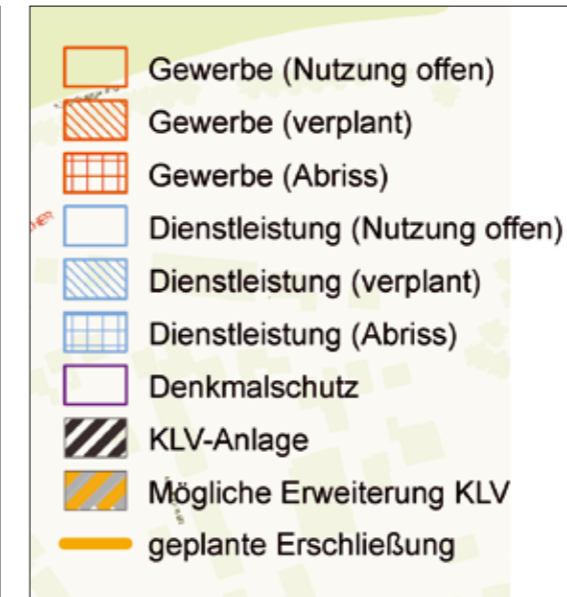 Gewerbe (Nutzung offen)
Gewerbe (verplant)
Gewerbe (Abriss)
Dienstleistung (Nutzung offen)
Dienstleistung (verplant)
Dienstleistung (Abriss)
Denkmalschutz
KLV-Anlage
Mögliche Erweiterung KLV
geplante Erschließung